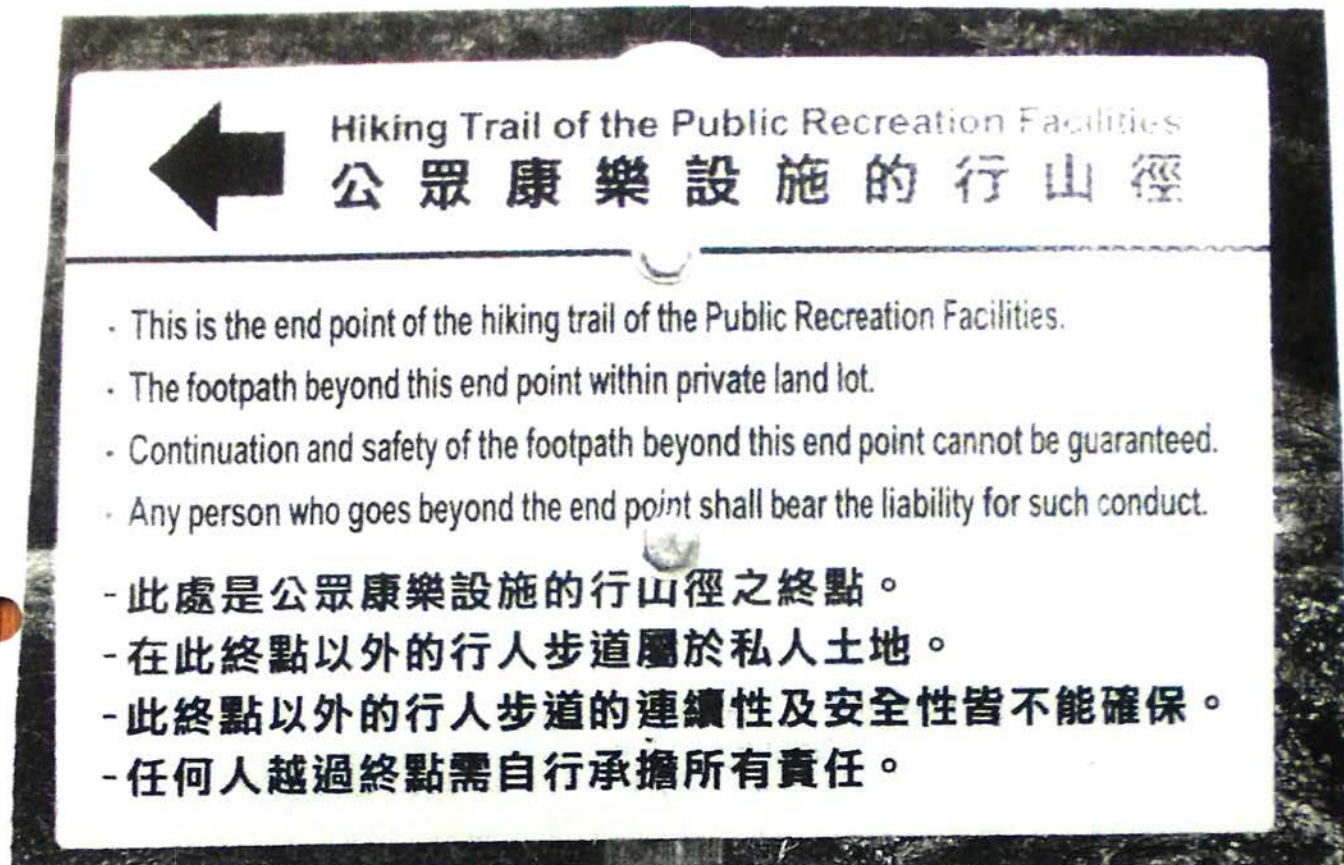 Hiking Trail of the Public Recreation Facilities
公眾康樂設施的行山徑
· This is the end point of the hiking trail of the Public Recreation Facilities.
· The footpath beyond this end point within private land lot.
· Continuation and safety of the footpath beyond this end point cannot be guaranteed.
· Any person who goes beyond the end point shall bear the liability for such conduct.
-此處是公眾康樂設施的行山徑之終點。
-在此終點以外的行人步道屬於私人土地。
-此終點以外的行人步道的連續性及安全性皆不能確保。
-任何人越過終點需自行承擔所有責任。